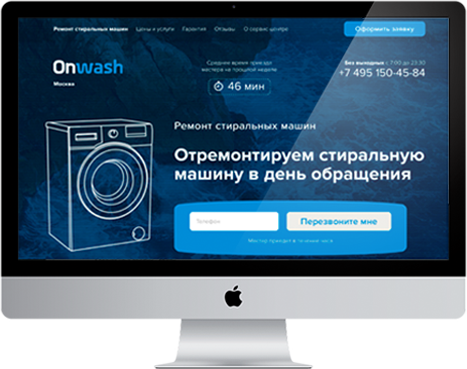 Ремонт стиральных машин Цены и услуги Гарантия Отзывы О сервис центре Оформить заявку
Onwash
Москва
Среднее время приезда
мастера на прошлой неделе
46 мин
Без выходных с 7:00 до 23:30
+7 495 150-45-84
Ремонт стиральных машин
Отремонтируем стиральную
машину в день обращения
Телефон
Перезвоните мне
Мастер приедет в течение часа